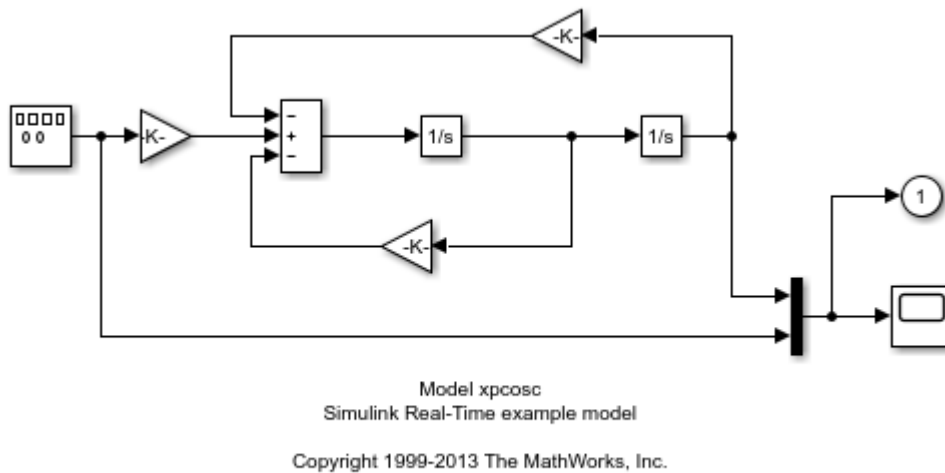 -K-
-K-
−
+
−
1/s
1/s
1
-K-
Model xpcosc
Simulink Real-Time example model
Copyright 1999-2013 The MathWorks, Inc.